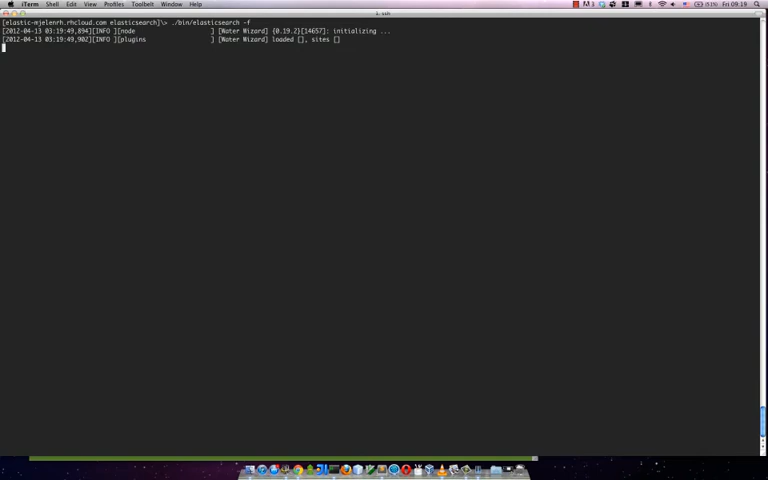 iTerm Shell Edit View Profiles Toolbelt Window Help (51%) Fri 09:19
1. ssh
[elastic-mjelenrh.rhcloud.com elasticsearch]\> ./bin/elasticsearch -f
[2012-04-13 03:19:49,894][INFO ][node ] [Water Wizard] {0.19.2}[14657]: initializing ...
[2012-04-13 03:19:49,902][INFO ][plugins ] [Water Wizard] loaded [], sites []